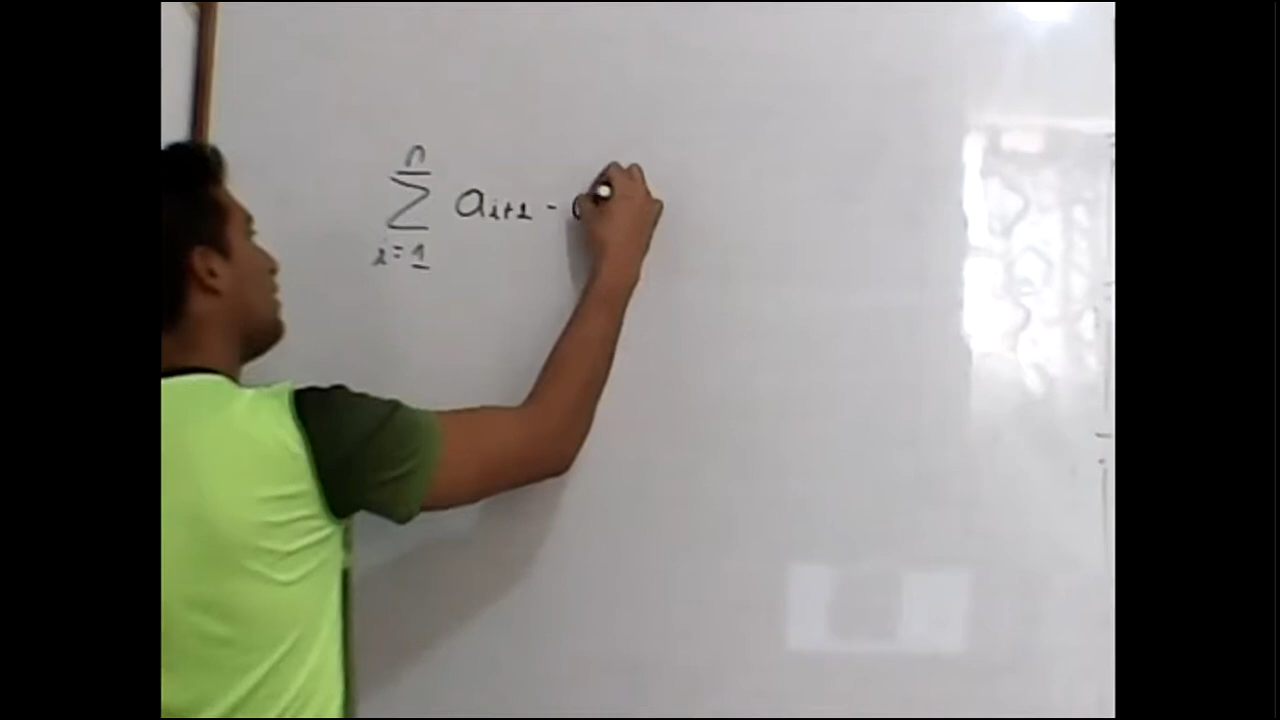 n
∑ a_{i+1} -
i=1